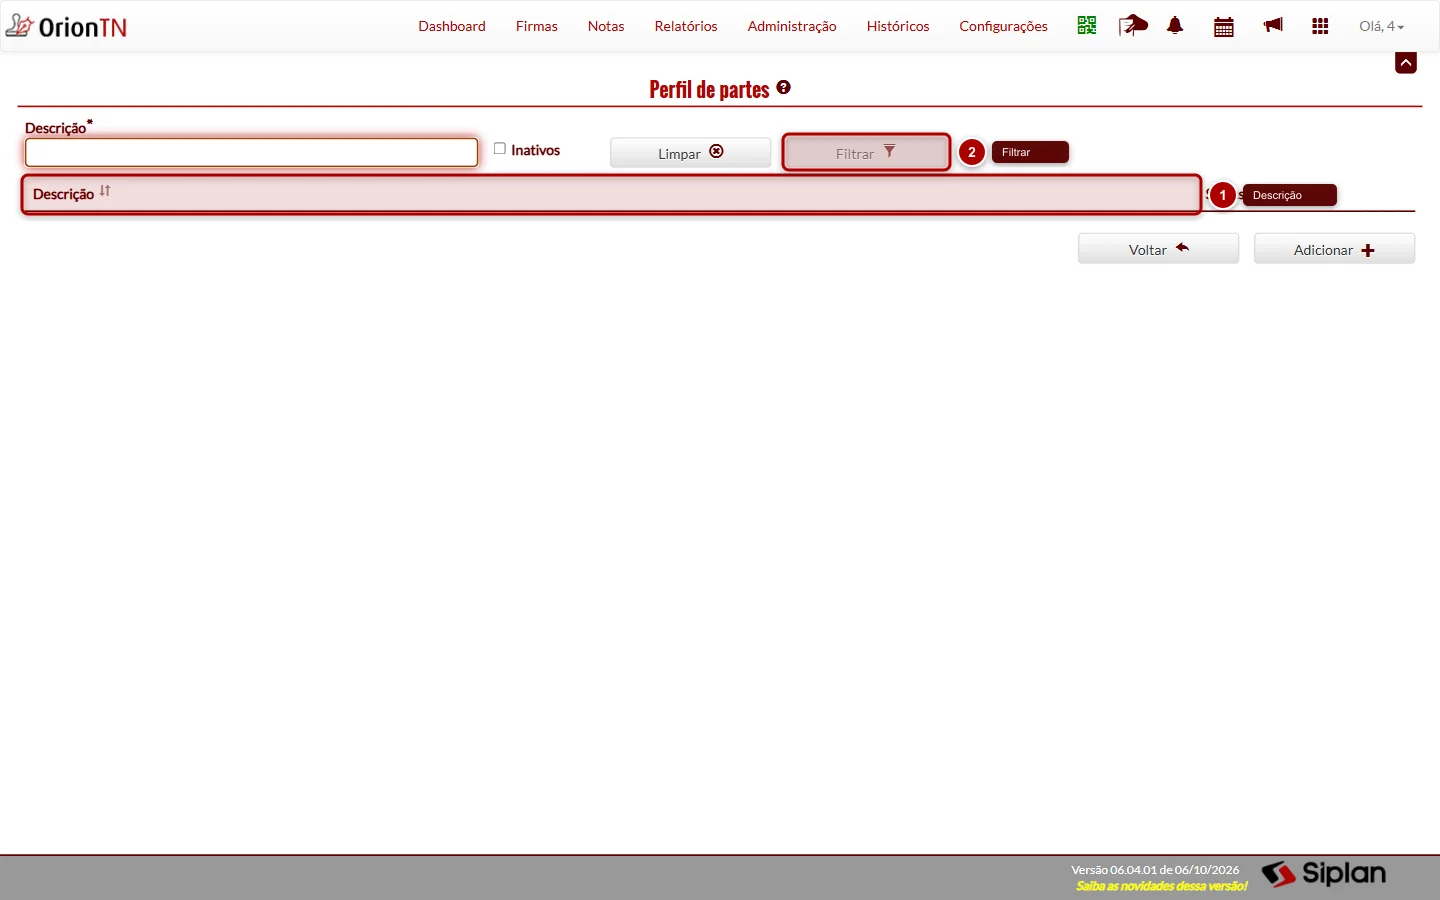 OrionTN
Dashboard Firmas Notas Relatórios Administração Históricos Configurações Olá, 4
Perfil de partes ?
Descrição*
Inativos
Limpar
Filtrar
2 Filtrar
Descrição
1 Descrição
Voltar
Adicionar
Versão 06.04.01 de 06/10/2026
Saiba as novidades dessa versão!
Siplan